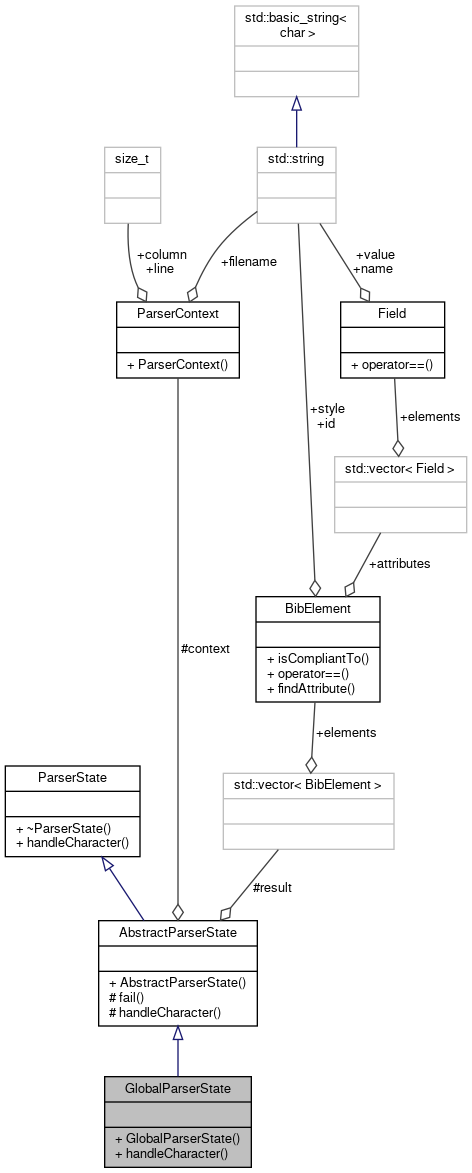 std::basic_string<
char >
size_t
std::string
+column
+line
+filename
+value
+name
ParserContext
+ ParserContext()
Field
+ operator==()
+style
+id
+elements
std::vector< Field >
+attributes
BibElement
+ isCompliantTo()
+ operator==()
+ findAttribute()
#context
+elements
ParserState
+ ~ParserState()
+ handleCharacter()
std::vector< BibElement >
#result
AbstractParserState
+ AbstractParserState()
# fail()
# handleCharacter()
GlobalParserState
+ GlobalParserState()
+ handleCharacter()